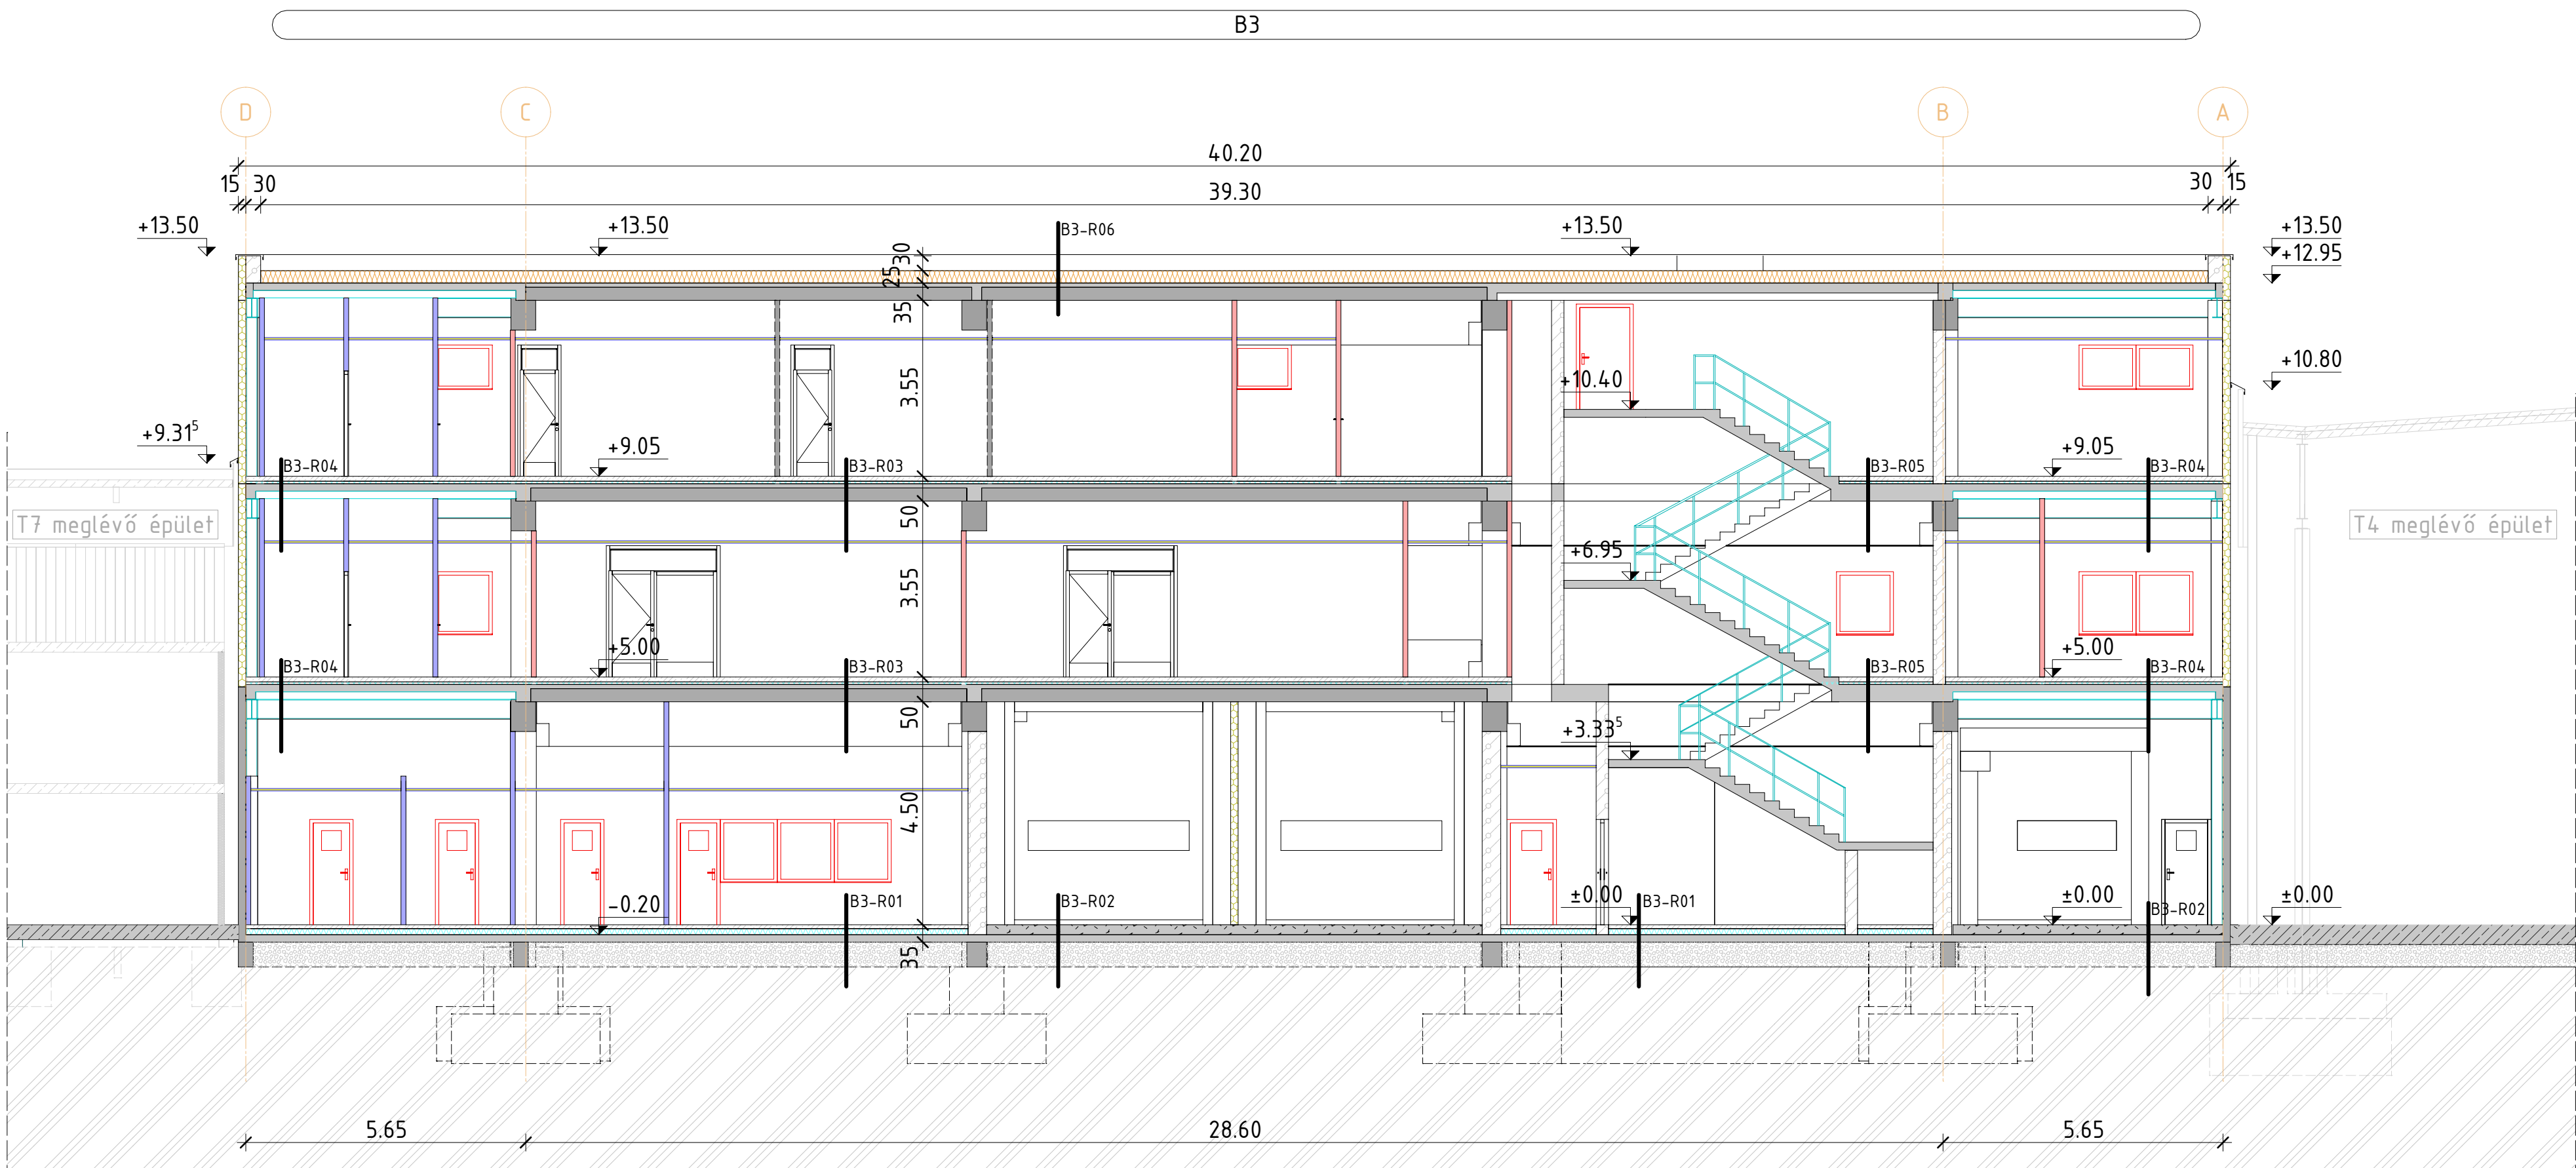 B3
D
C
B
A
40.20
15
30
39.30
30
15
+13.50
+13.50
B3-R06
+13.50
+13.50
+12.95
30
25
35
3.55
+10.40
+10.80
+9.31⁵
+9.05
+9.05
B3-R04
B3-R03
B3-R05
B3-R04
50
T7 meglévő épület
T4 meglévő épület
+6.95
3.55
+5.00
+5.00
B3-R04
B3-R03
B3-R05
B3-R04
50
+3.33⁵
4.50
-0.20
B3-R01
B3-R02
±0.00
B3-R01
±0.00
B3-R02
±0.00
35
5.65
28.60
5.65